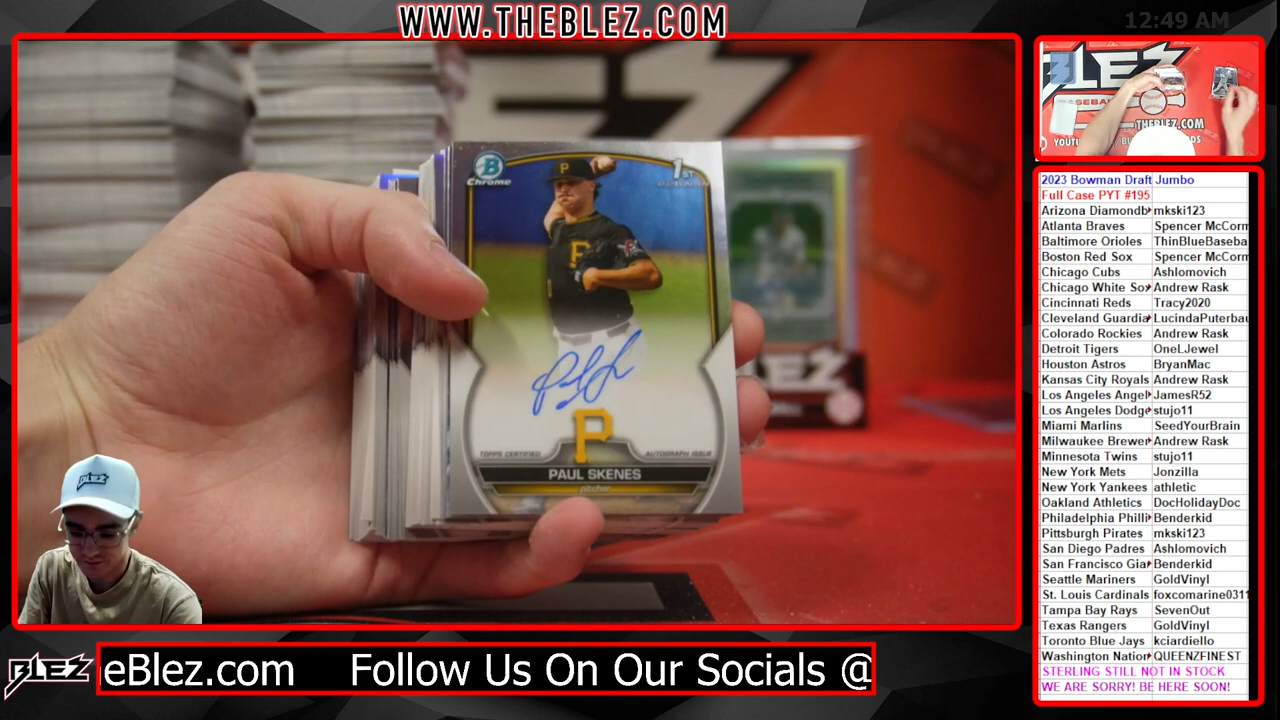 WWW.THEBLEZ.COM
12:49 AM
Chrome
1ST
P
P
TOPPS CERTIFIED AUTOGRAPH ISSUE
PAUL SKENES
pitcher
THEBLEZ.COM
2023 Bowman Draft Jumbo
Full Case PYT #195
Arizona Diamondb mkski123
Atlanta Braves Spencer McCorm
Baltimore Orioles ThinBlueBaseba
Boston Red Sox Spencer McCorm
Chicago Cubs Ashlomovich
Chicago White Sox Andrew Rask
Cincinnati Reds Tracy2020
Cleveland Guardia LucindaPuterbau
Colorado Rockies Andrew Rask
Detroit Tigers OneLJewel
Houston Astros BryanMac
Kansas City Royals Andrew Rask
Los Angeles Angel JamesR52
Los Angeles Dodge stujo11
Miami Marlins SeedYourBrain
Milwaukee Brewer Andrew Rask
Minnesota Twins stujo11
New York Mets Jonzilla
New York Yankees athletic
Oakland Athletics DocHolidayDoc
Philadelphia Philli Benderkid
Pittsburgh Pirates mkski123
San Diego Padres Ashlomovich
San Francisco Gia Benderkid
Seattle Mariners GoldVinyl
St. Louis Cardinals foxcomarine0311
Tampa Bay Rays SevenOut
Texas Rangers GoldVinyl
Toronto Blue Jays kciardiello
Washington Nation QUEENZFINEST
STERLING STILL NOT IN STOCK
WE ARE SORRY! BE HERE SOON!
BLEZ
BLEZ eBlez.com Follow Us On Our Socials @